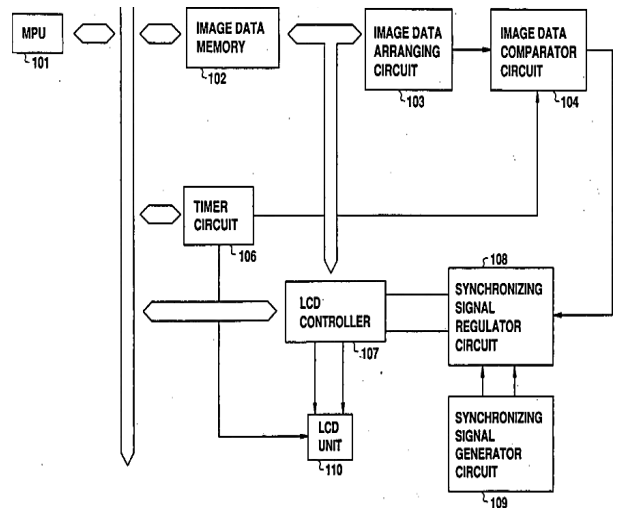 MPU
101
IMAGE DATA
MEMORY
102
IMAGE DATA
ARRANGING
CIRCUIT
103
IMAGE DATA
COMPARATOR
CIRCUIT
104
TIMER
CIRCUIT
106
LCD
CONTROLLER
107
108
SYNCHRONIZING
SIGNAL
REGULATOR
CIRCUIT
LCD
UNIT
110
SYNCHRONIZING
SIGNAL
GENERATOR
CIRCUIT
109